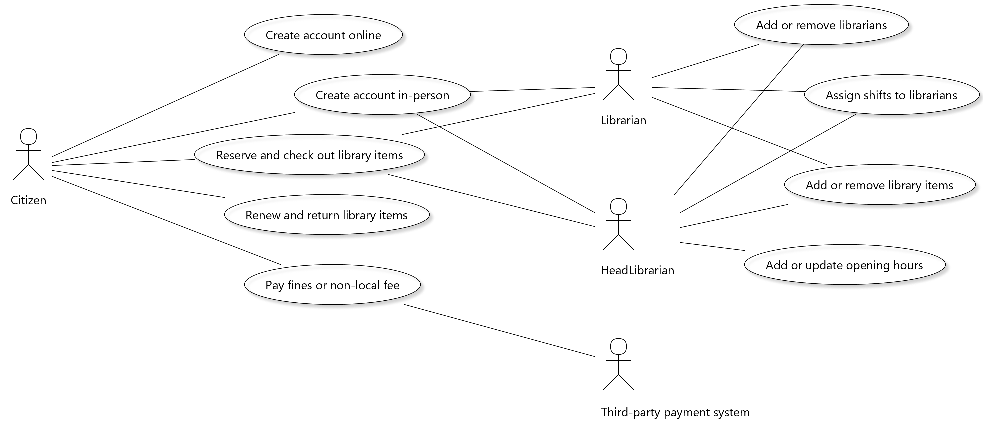 Add or remove librarians
Create account online
Create account in-person
Assign shifts to librarians
Librarian
Reserve and check out library items
Add or remove library items
Citizen
Renew and return library items
HeadLibrarian
Add or update opening hours
Pay fines or non-local fee
Third-party payment system